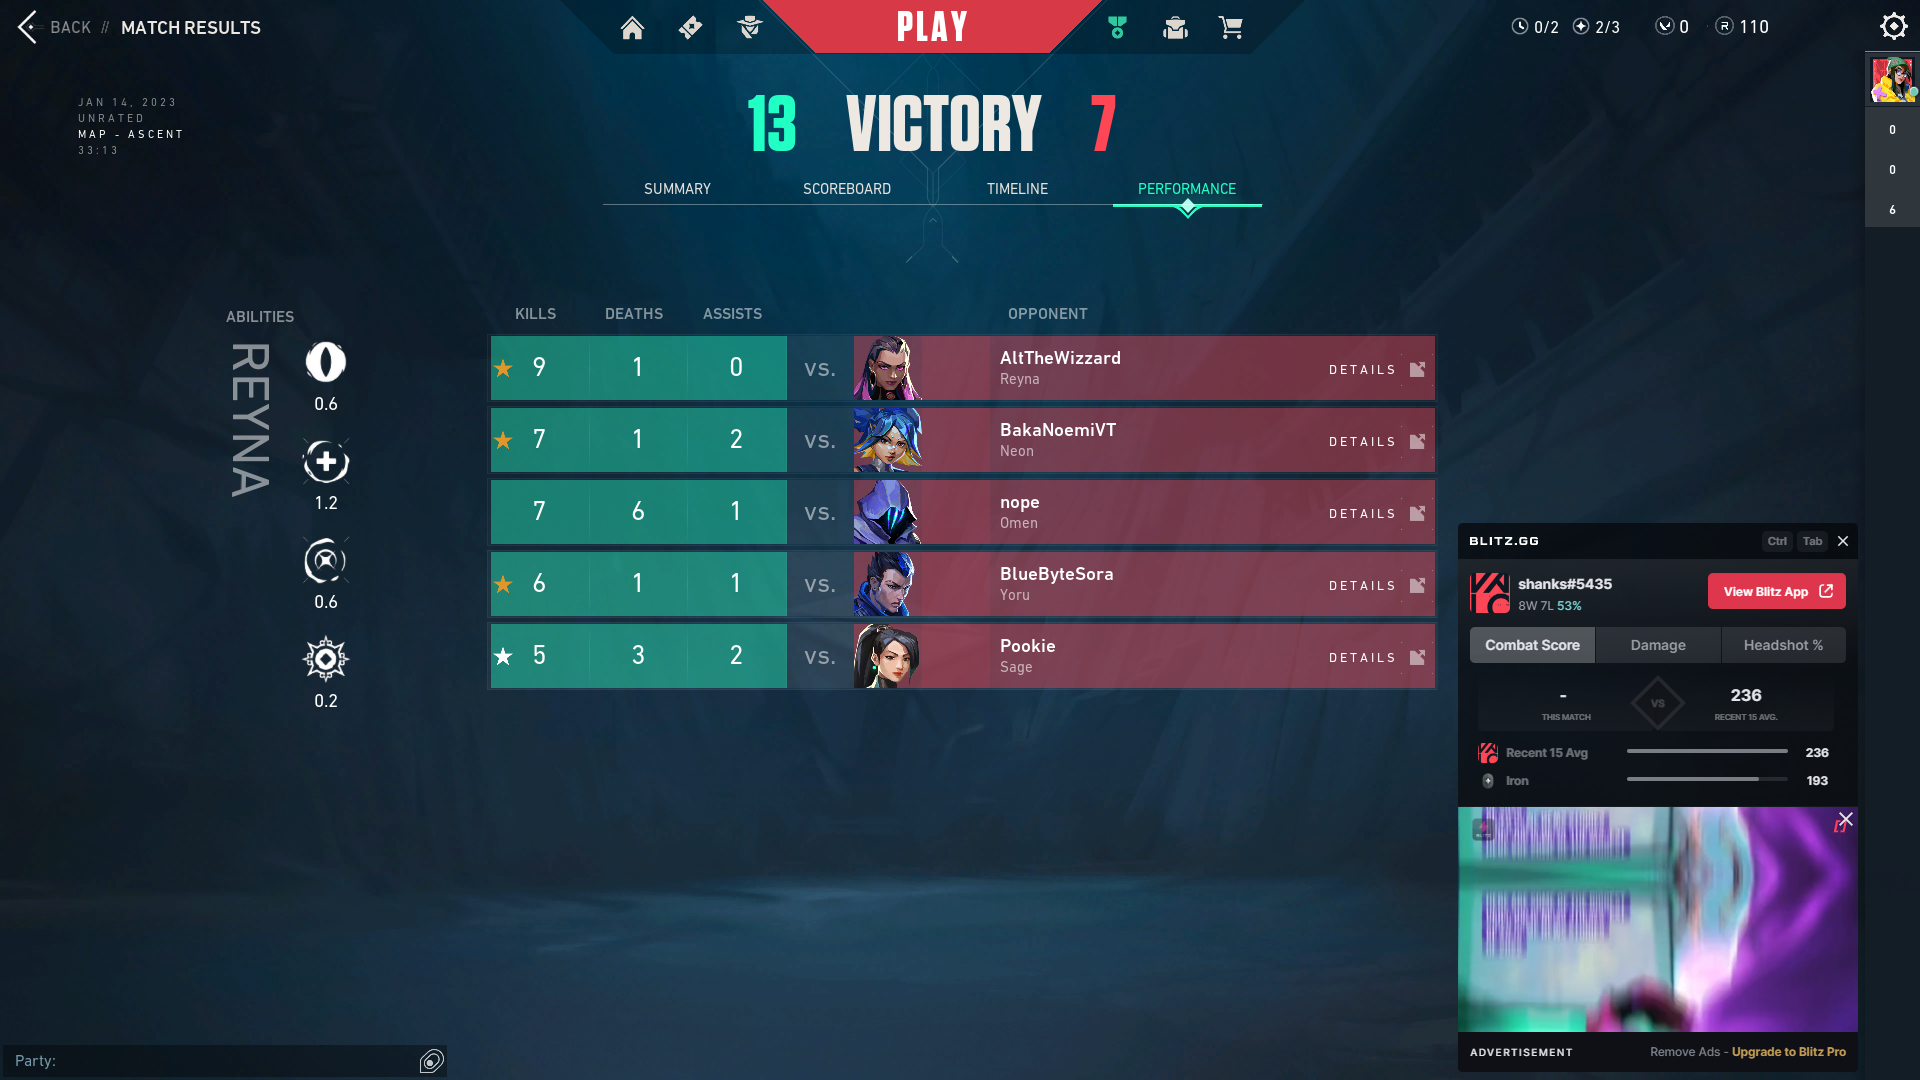 BACK // MATCH RESULTS
PLAY
0/2 2/3 0 R 110
JAN 14, 2023
UNRATED
MAP - ASCENT
33:13
13 VICTORY 7
SUMMARY SCOREBOARD TIMELINE PERFORMANCE
0
0
6
ABILITIES
REYNA
0.6
1.2
0.6
0.2
KILLS DEATHS ASSISTS OPPONENT
9 1 0 VS. AltTheWizzard
Reyna
DETAILS
7 1 2 VS. BakaNoemiVT
Neon
DETAILS
7 6 1 VS. nope
Omen
DETAILS
6 1 1 VS. BlueByteSora
Yoru
DETAILS
5 3 2 VS. Pookie
Sage
DETAILS
BLITZ.GG Ctrl Tab
shanks#5435
8W 7L 53%
View Blitz App
Combat Score Damage Headshot %
- VS 236
THIS MATCH RECENT 15 AVG.
Recent 15 Avg 236
Iron 193
ADVERTISEMENT Remove Ads - Upgrade to Blitz Pro
Party: